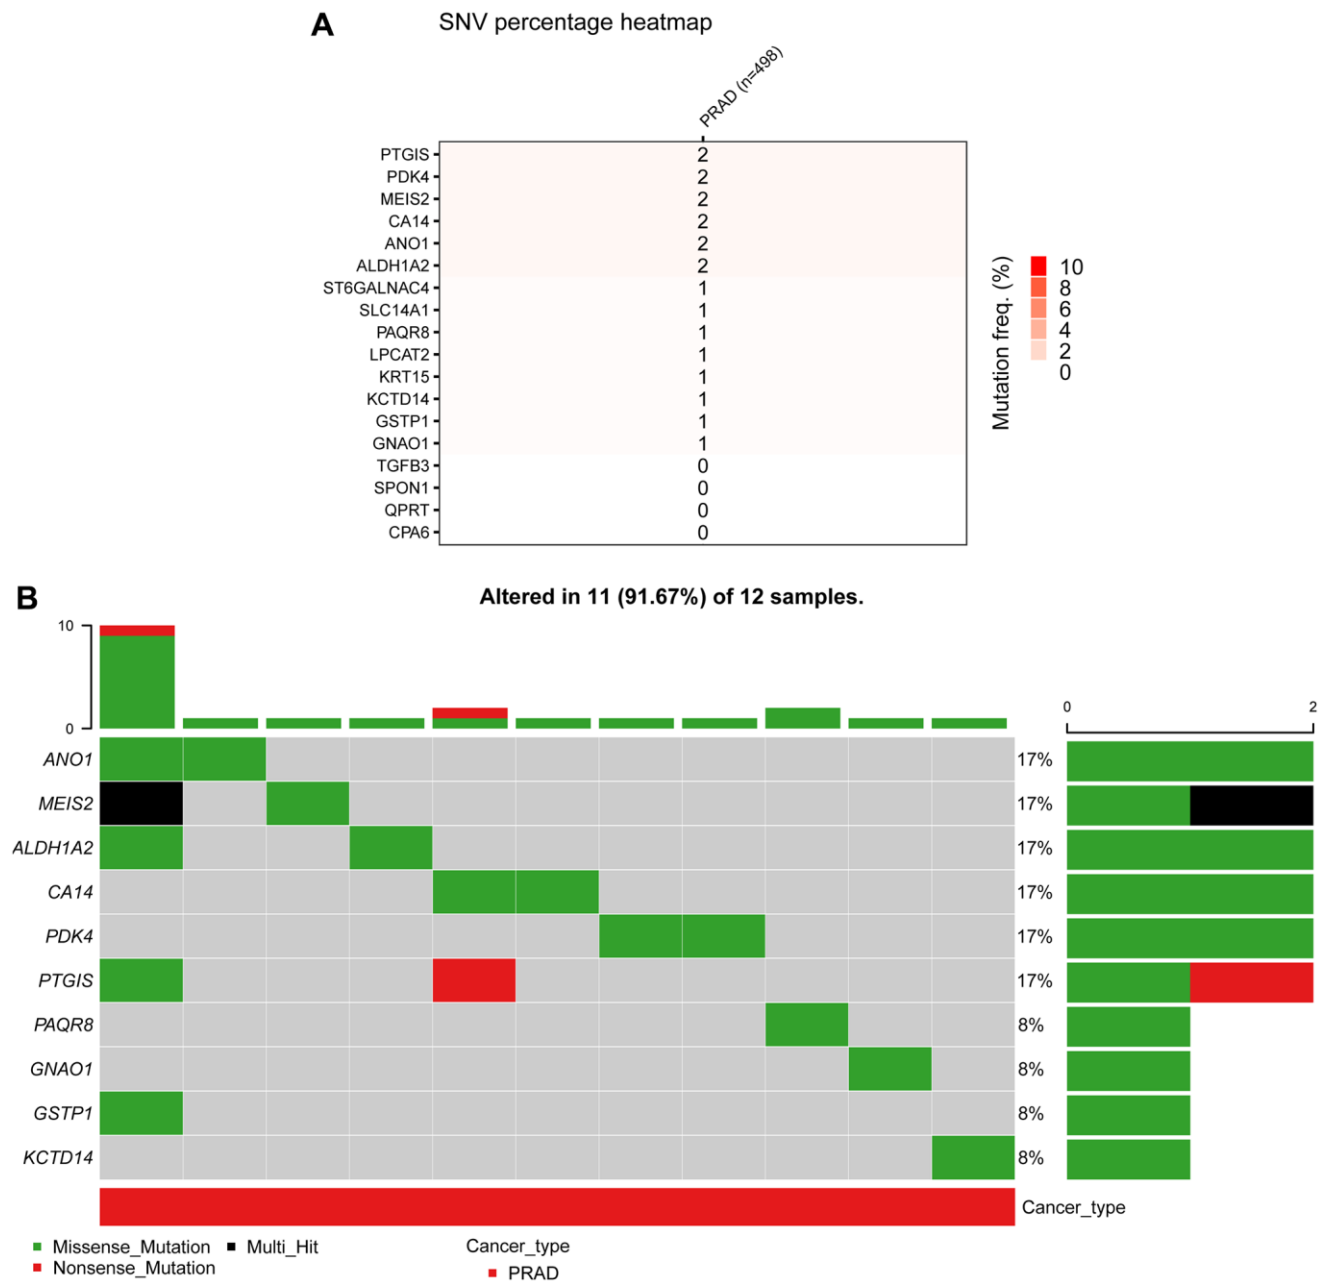 A
SNV percentage heatmap
PRAD (n=498)
PTGIS 2
PDK4 2
MEIS2 2
CA14 2
ANO1 2
ALDH1A2 2
ST6GALNAC4 1
SLC14A1 1
PAQR8 1
LPCAT2 1
KRT15 1
KCTD14 1
GSTP1 1
GNAO1 1
TGFB3 0
SPON1 0
QPRT 0
CPA6 0
Mutation freq. (%)
10
8
6
4
2
0
B
Altered in 11 (91.67%) of 12 samples.
10
0
0 2
ANO1 17%
MEIS2 17%
ALDH1A2 17%
CA14 17%
PDK4 17%
PTGIS 17%
PAQR8 8%
GNAO1 8%
GSTP1 8%
KCTD14 8%
Cancer_type
Missense_Mutation Multi_Hit
Nonsense_Mutation
Cancer_type
PRAD